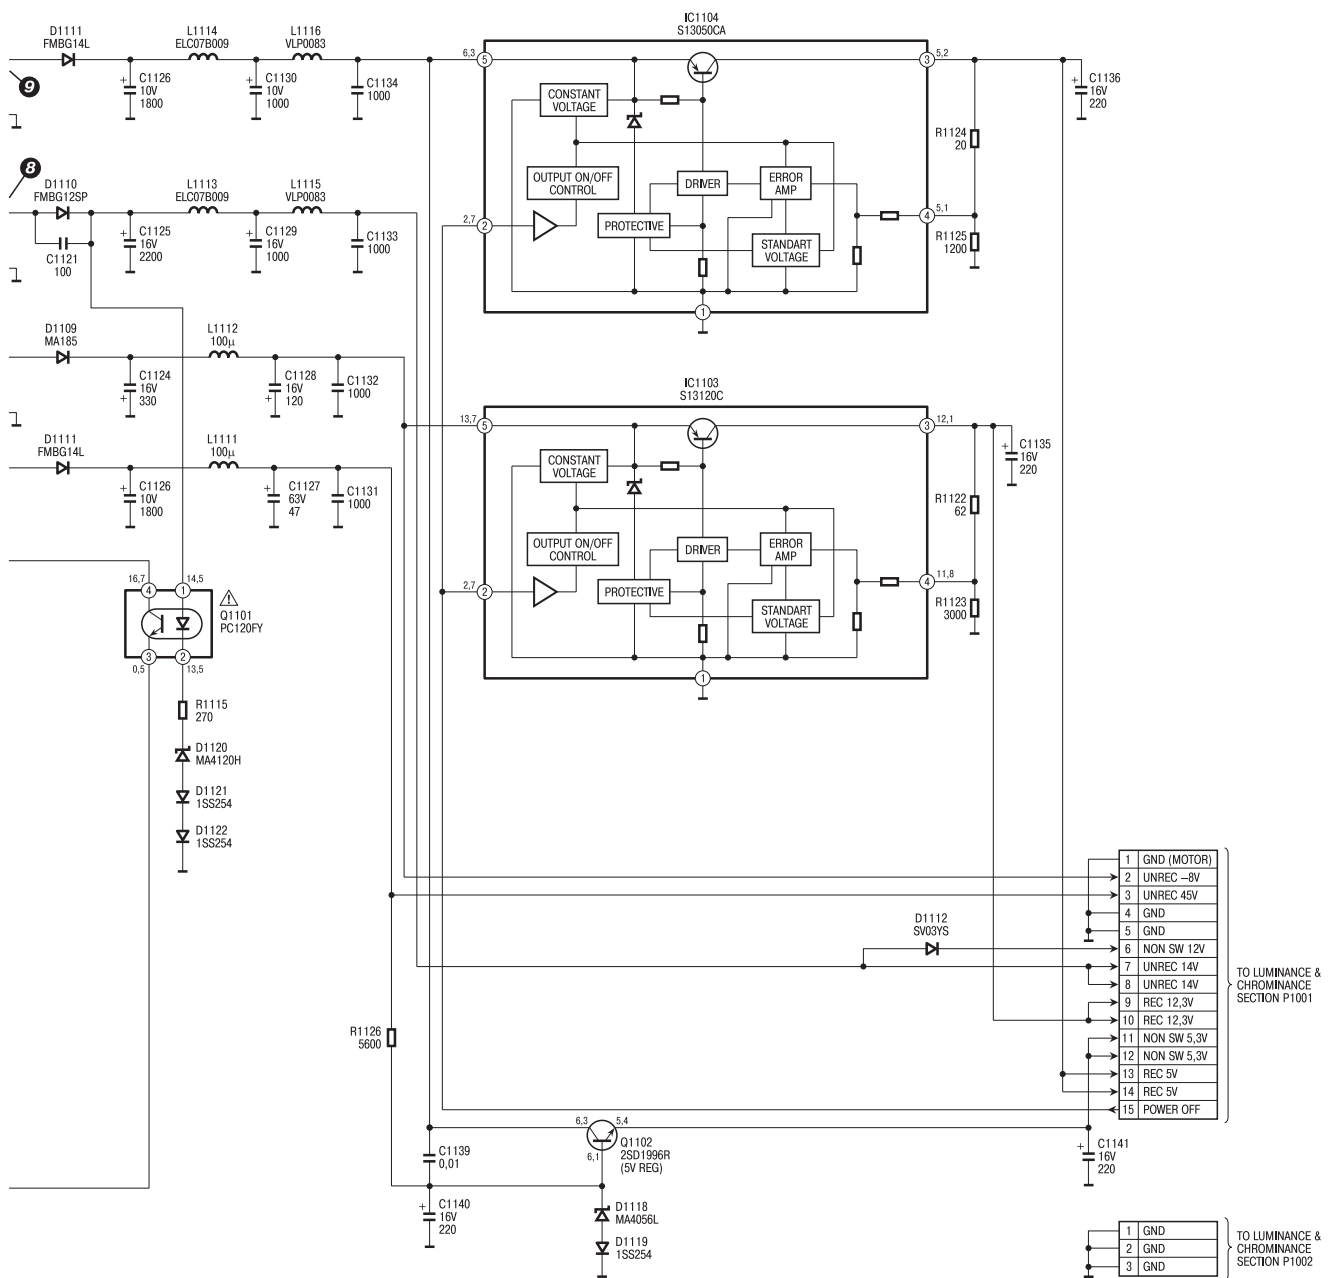 D1111
FMBG14L
L1114
ELC07B009
L1116
VLP0083
C1126
10V
1800
C1130
10V
1000
C1134
1000
9
IC1104
S13050CA
6,3
5
3
5,2
CONSTANT
VOLTAGE
OUTPUT ON/OFF
CONTROL
DRIVER
ERROR
AMP
PROTECTIVE
STANDART
VOLTAGE
2,7
2
4
5,1
1
C1136
16V
220
R1124
20
R1125
1200
8
D1110
FMBG12SP
L1113
ELC07B009
L1115
VLP0083
C1121
100
C1125
16V
2200
C1129
16V
1000
C1133
1000
D1109
MA185
L1112
100µ
C1124
16V
330
C1128
16V
120
C1132
1000
D1111
FMBG14L
L1111
100µ
C1126
10V
1800
C1127
63V
47
C1131
1000
IC1103
S13120C
13,7
5
3
12,1
CONSTANT
VOLTAGE
OUTPUT ON/OFF
CONTROL
DRIVER
ERROR
AMP
PROTECTIVE
STANDART
VOLTAGE
2,7
2
4
11,8
1
C1135
16V
220
R1122
62
R1123
3000
16,7
4
1
14,5
Q1101
PC120FY
0,5
3
2
13,5
R1115
270
D1120
MA4120H
D1121
1SS254
D1122
1SS254
1 GND (MOTOR)
2 UNREC –8V
3 UNREC 45V
4 GND
5 GND
6 NON SW 12V
7 UNREC 14V
8 UNREC 14V
9 REC 12,3V
10 REC 12,3V
11 NON SW 5,3V
12 NON SW 5,3V
13 REC 5V
14 REC 5V
15 POWER OFF
TO LUMINANCE &
CHROMINANCE
SECTION P1001
D1112
SV03YS
R1126
5600
6,3
5,4
6,1
Q1102
2SD1996R
(5V REG)
C1139
0,01
C1140
16V
220
D1118
MA4056L
D1119
1SS254
C1141
16V
220
1 GND
2 GND
3 GND
TO LUMINANCE &
CHROMINANCE
SECTION P1002